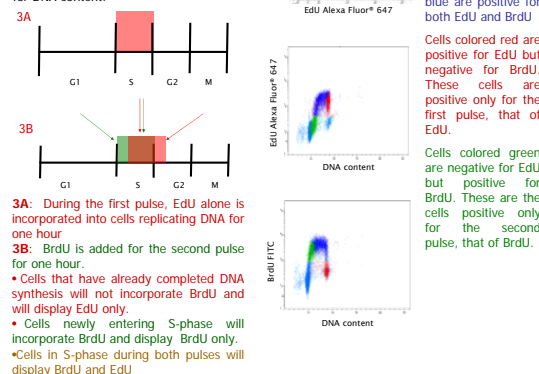 3A
G1
S
G2
M
3B
G1
S
G2
M
3A: During the first pulse, EdU alone is
incorporated into cells replicating DNA for
one hour
3B: BrdU is added for the second pulse
for one hour.
• Cells that have already completed DNA
synthesis will not incorporate BrdU and
will display EdU only.
• Cells newly entering S-phase will
incorporate BrdU and display BrdU only.
•Cells in S-phase during both pulses will
display BrdU and EdU
EdU Alexa Fluor® 647
EdU Alexa Fluor® 647
DNA content
BrdU FITC
DNA content
blue are positive for
both EdU and BrdU
Cells colored red are
positive for EdU but
negative for BrdU.
These cells are
positive only for the
first pulse, that of
EdU.
Cells colored green
are negative for EdU
but positive for
BrdU. These are the
cells positive only
for the second
pulse, that of BrdU.